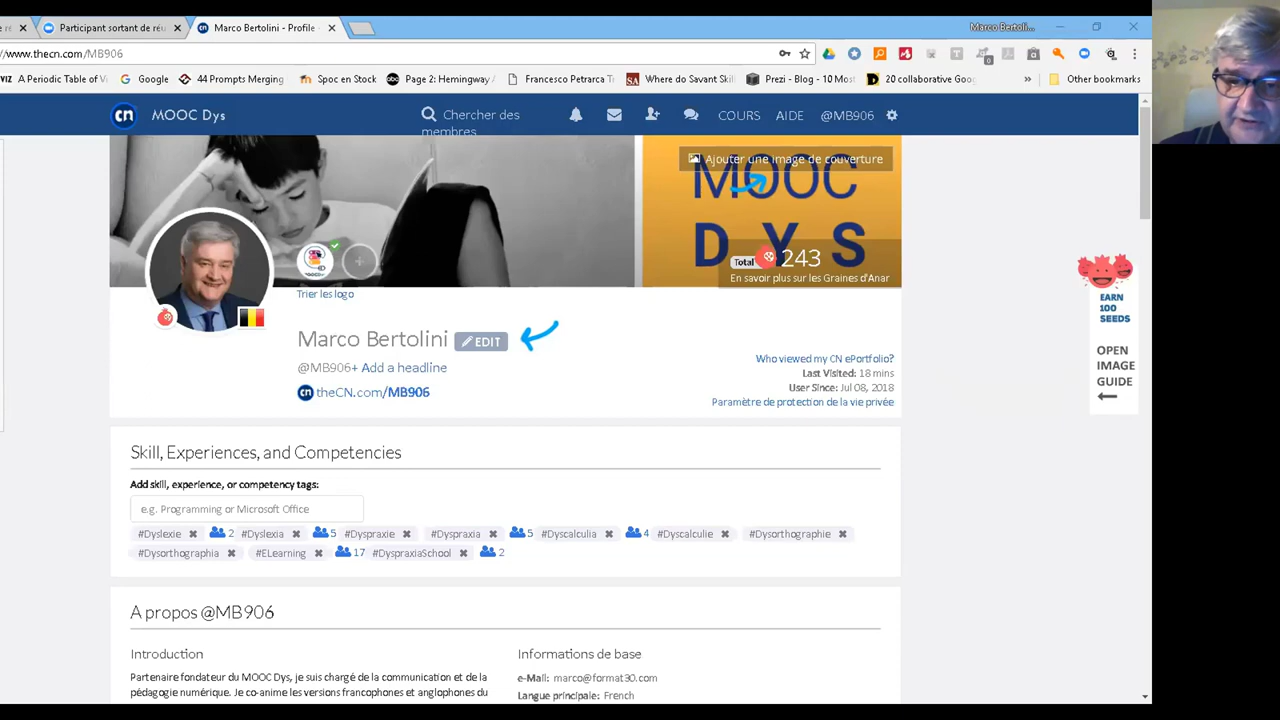 Participant sortant de réu
Marco Bertolini - Profile
Marco Bertoli...
//www.thecn.com/MB906
A Periodic Table of Vi
Google
44 Prompts Merging
Spoc en Stock
Page 2: Hemingway
Francesco Petrarca
Where do Savant Skil
Prezi - Blog - 10 Most
20 collaborative Goo
»
Other bookmarks
cn MOOC Dys
Chercher des membres
COURS
AIDE
@MB906
Ajouter une image de couverture
MOOC
DYS
Total 243
En savoir plus sur les Graines d'Anar
Trier les logo
Marco Bertolini EDIT
@MB906+ Add a headline
cn theCN.com/MB906
Who viewed my CN ePortfolio?
Last Visited: 18 mins
User Since: Jul 08, 2018
Paramètre de protection de la vie privée
EARN
100
SEEDS
OPEN
IMAGE
GUIDE
Skill, Experiences, and Competencies
Add skill, experience, or competency tags:
e.g. Programming or Microsoft Office
#Dyslexie ✖ 2 #Dyslexia ✖ 5 #Dyspraxie ✖ #Dyspraxia ✖ 5 #Dyscalculia ✖ 4 #Dyscalculie ✖ #Dysorthographie ✖
#Dysorthographia ✖ #ELearning ✖ 17 #DyspraxiaSchool ✖ 2
A propos @MB906
Introduction
Partenaire fondateur du MOOC Dys, je suis chargé de la communication et de la
pédagogie numérique. Je co-anime les versions francophones et anglophones du
Informations de base
e-Mail: marco@format30.com
Langue principale: French